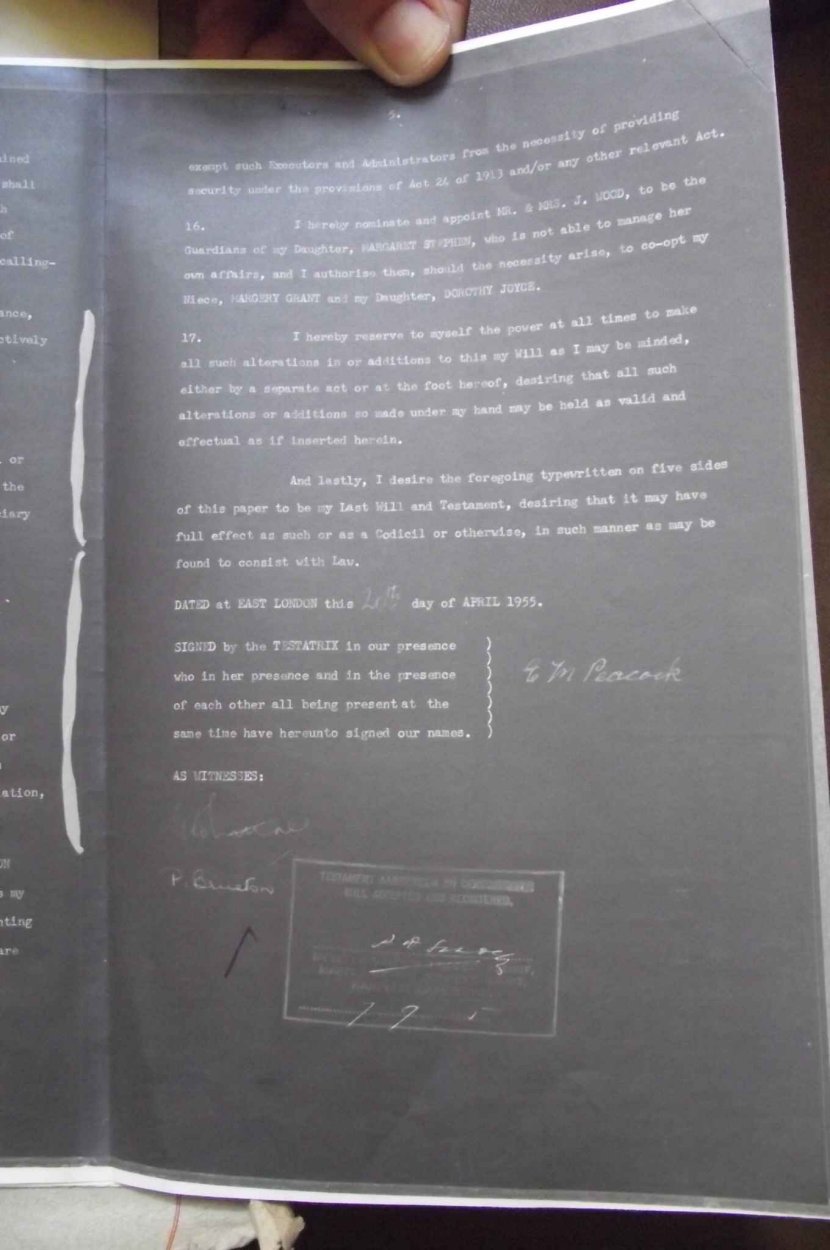 5.
exempt such Executors and Administrators from the necessity of providing
security under the provisions of Act 24 of 1913 and/or any other relevant Act.
16. I hereby nominate and appoint MR. & MRS. J. WOOD, to be the
Guardians of my Daughter, MARGARET STEPHEN, who is not able to manage her
own affairs, and I authorise them, should the necessity arise, to co-opt my
Niece, MARGERY GRANT and my Daughter, DOROTHY JOYCE.
17. I hereby reserve to myself the power at all times to make
all such alterations in or additions to this my Will as I may be minded,
either by a separate act or at the foot hereof, desiring that all such
alterations or additions so made under my hand may be held as valid and
effectual as if inserted herein.
And lastly, I desire the foregoing typewritten on five sides
of this paper to be my Last Will and Testament, desiring that it may have
full effect as such or as a Codicil or otherwise, in such manner as may be
found to consist with Law.
DATED at EAST LONDON this day of APRIL 1955.
SIGNED by the TESTATRIX in our presence
who in her presence and in the presence
of each other all being present at the
same time have hereunto signed our names.
E M Peacock
AS WITNESSES:
WILL ACCEPTED AND REGISTERED.